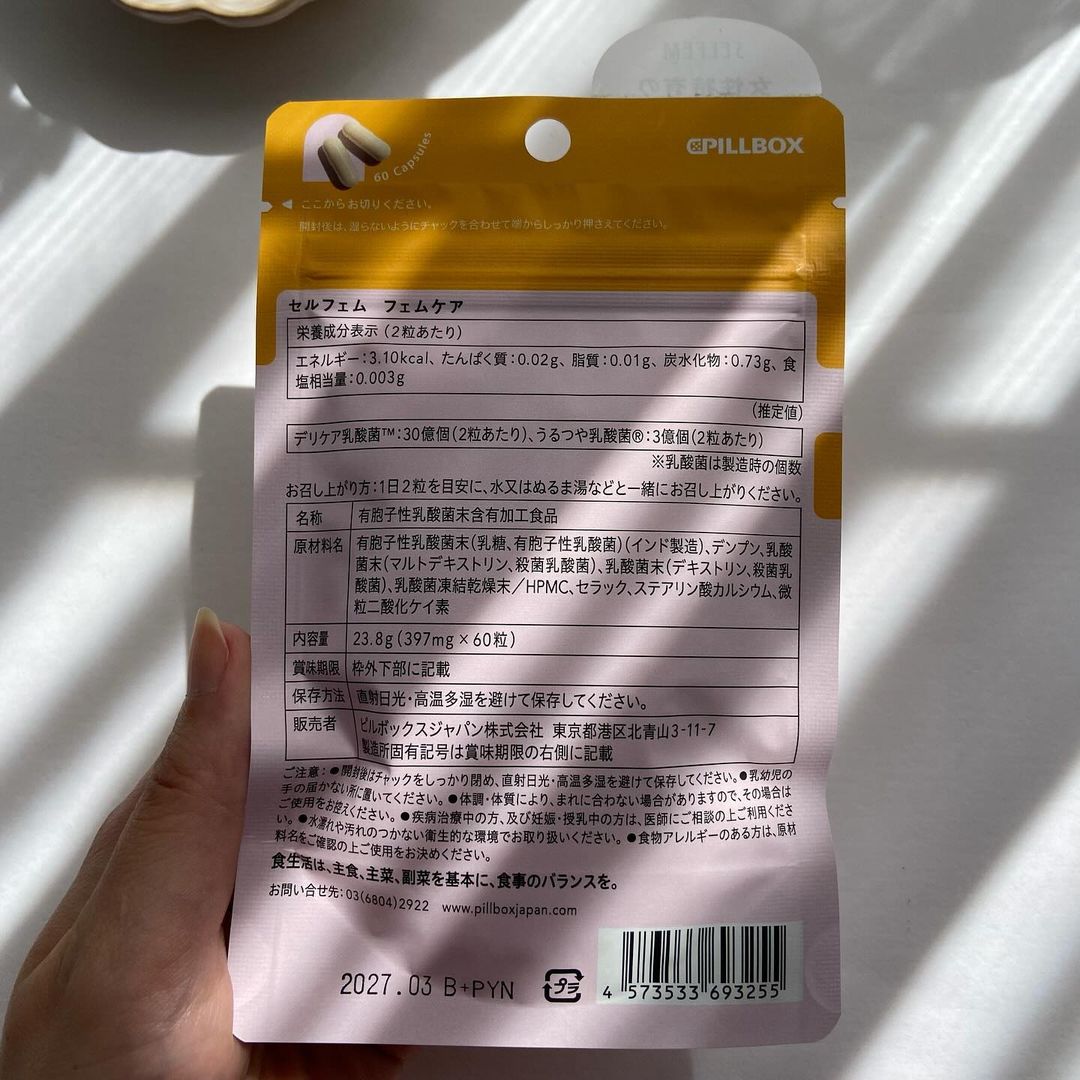 SELFEM
女性特有の
PILLBOX
60 Capsules
◀ ここからお切りください。
開封後は、湿らないようにチャックを合わせて端からしっかり押さえてください。
セルフェム フェムケア
栄養成分表示（2粒あたり）
エネルギー：3.10kcal、たんぱく質：0.02g、脂質：0.01g、炭水化物：0.73g、食
塩相当量：0.003g
（推定値）
デリケア乳酸菌™：30億個（2粒あたり）、うるつや乳酸菌®：3億個（2粒あたり）
※乳酸菌は製造時の個数
お召し上がり方：1日2粒を目安に、水又はぬるま湯などと一緒にお召し上がりください。
名称 有胞子性乳酸菌末含有加工食品
原材料名 有胞子性乳酸菌末（乳糖、有胞子性乳酸菌）（インド製造）、デンプン、乳酸
菌末（マルトデキストリン、殺菌乳酸菌）、乳酸菌末（デキストリン、殺菌乳
酸菌）、乳酸菌凍結乾燥末／HPMC、セラック、ステアリン酸カルシウム、微
粒二酸化ケイ素
内容量 23.8g（397mg×60粒）
賞味期限 枠外下部に記載
保存方法 直射日光・高温多湿を避けて保存してください。
販売者 ピルボックスジャパン株式会社 東京都港区北青山3-11-7
製造所固有記号は賞味期限の右側に記載
ご注意：●開封後はチャックをしっかり閉め、直射日光・高温多湿を避けて保存してください。●乳幼児の
手の届かない所に置いてください。●体調・体質により、まれに合わない場合がありますので、その場合は
ご使用をお控えください。●疾病治療中の方、及び妊娠・授乳中の方は、医師にご相談の上ご利用くださ
い。●水濡れや汚れのつかない衛生的な環境でお取り扱いください。●食物アレルギーのある方は、原材
料名をご確認の上ご使用をお決めください。
食生活は、主食、主菜、副菜を基本に、食事のバランスを。
お問い合せ先：03(6804)2922 www.pillboxjapan.com
2027.03 B+PYN
プラ
4 573533 693255